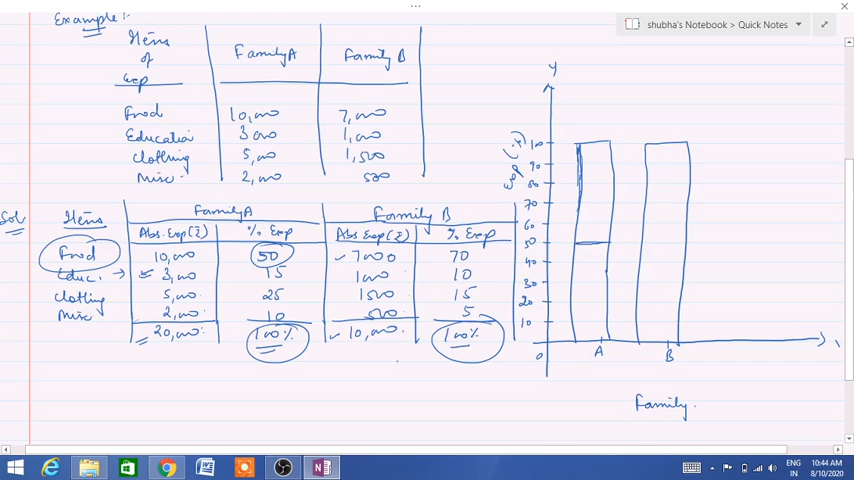 shubha's Notebook > Quick Notes
Example:
Items of Exp | Family A | Family B
Food 10,000 7,000
Education 3000 1,000
Clothing 5,000 1,500
Misc. 2,000 500
Sol.
Items Family A Family B
Abs. Exp (₹) % Exp Abs. Exp (₹) % Exp
Food 10,000 50 7000 70
Educ. → 3,000 15 1000 10
Clothing 5,000 25 1500 15
Misc 2,000 10 500 5
20,000 100% 10,000 100%
Y
Exp (%)
100
90
80
70
60
50
40
30
20
10
0 A B
Family.
ENG 10:44 AM
IN 8/10/2020